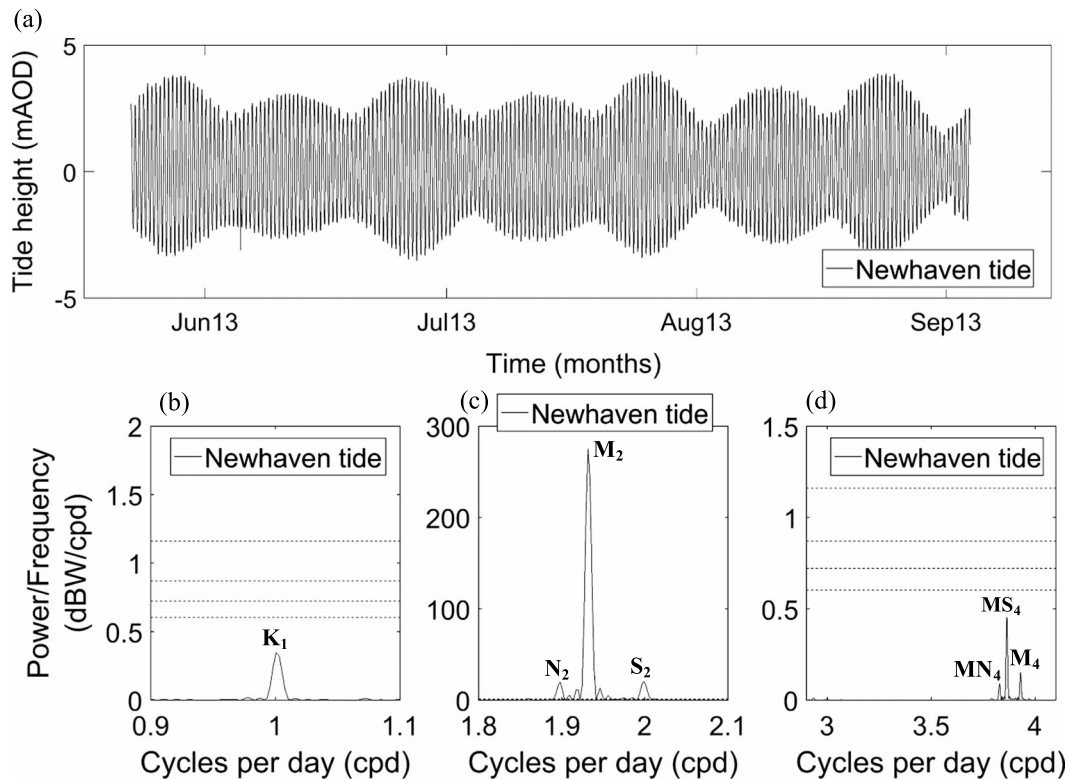 (a)
Tide height (mAOD)
5
0
-5
Newhaven tide
Jun13 Jul13 Aug13 Sep13
Time (months)
(b)
Power/Frequency
(dBW/cpd)
2
1.5
1
0.5
0
Newhaven tide
K₁
0.9 1 1.1
Cycles per day (cpd)
(c)
300
200
100
0
Newhaven tide
M₂
N₂
S₂
1.8 1.9 2 2.1
Cycles per day (cpd)
(d)
1.5
1
0.5
0
Newhaven tide
MS₄
MN₄
M₄
3 3.5 4
Cycles per day (cpd)